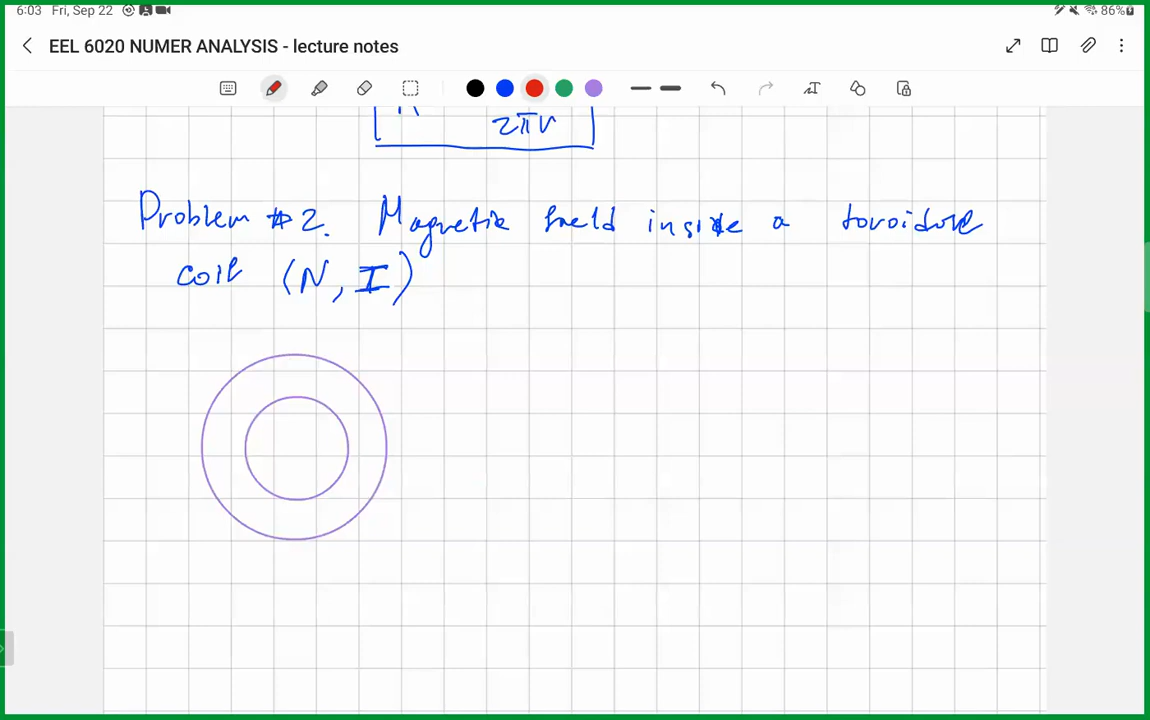 6:03 Fri, Sep 22
86%
EEL 6020 NUMER ANALYSIS - lecture notes
2πr
Problem #2. Magnetic field inside a toroidal
coil (N, I)